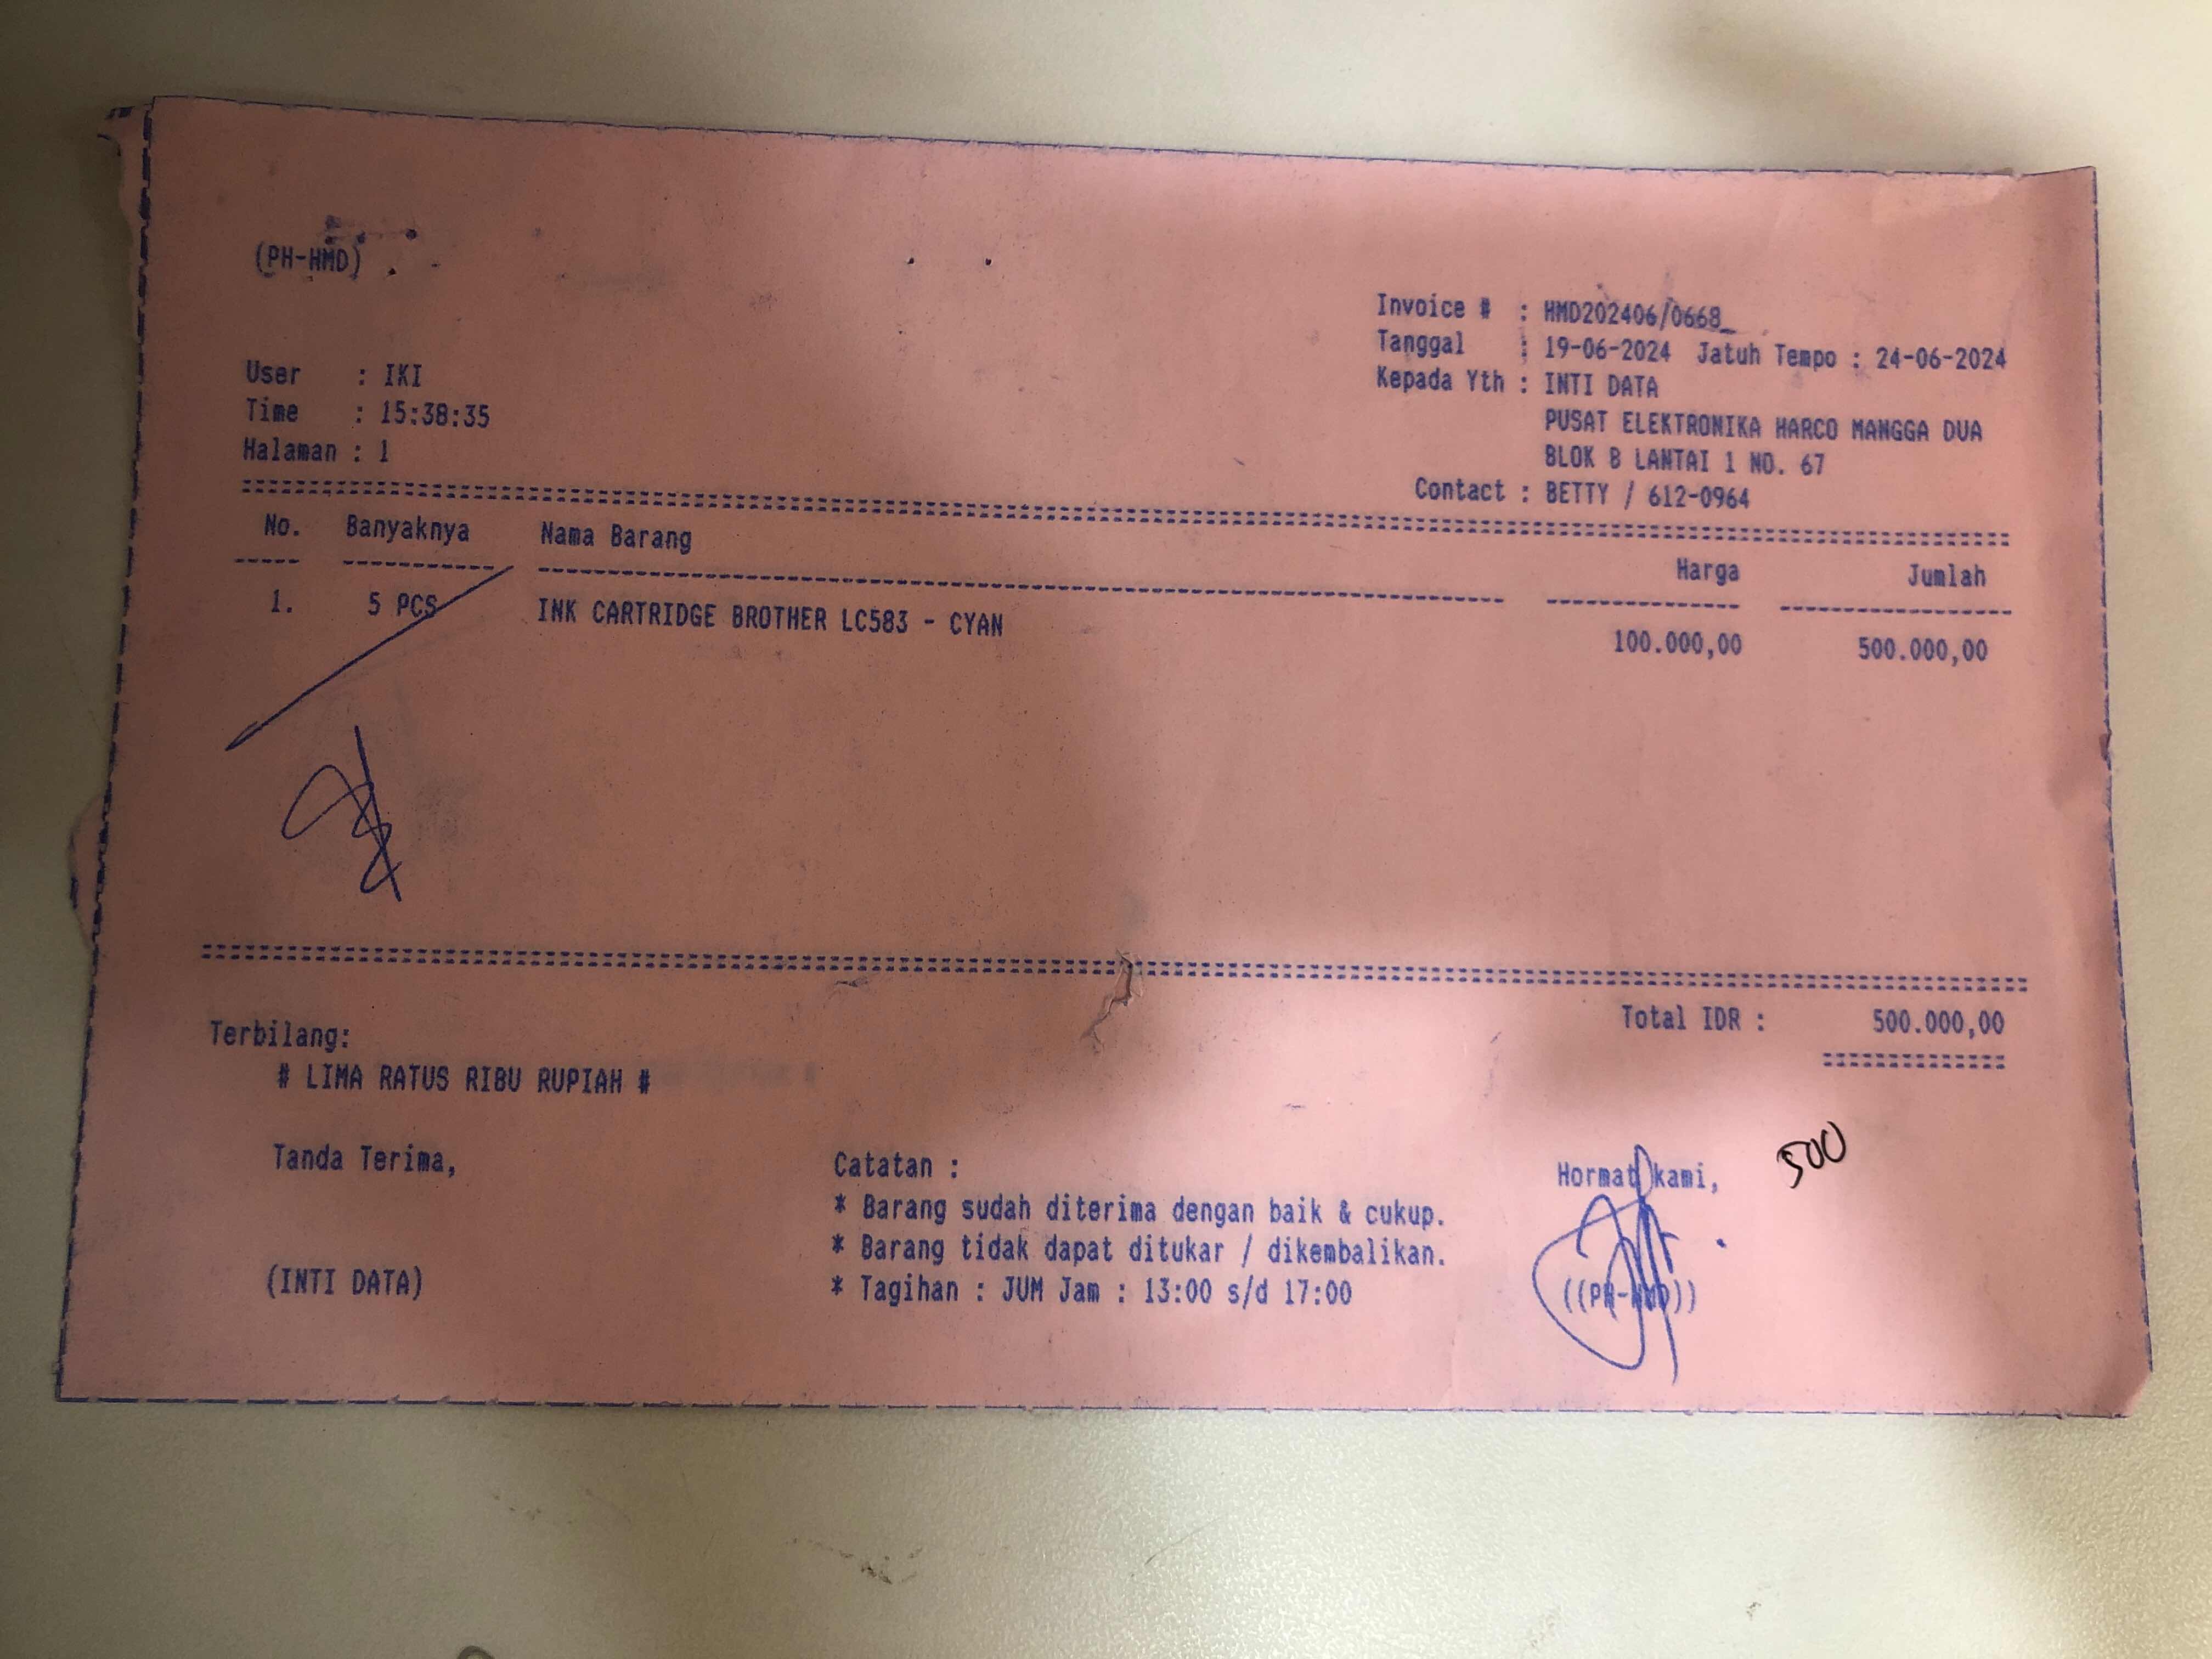 (PH-HMD)
Invoice # : HMD202406/0668_
Tanggal : 19-06-2024 Jatuh Tempo : 24-06-2024
Kepada Yth : INTI DATA
PUSAT ELEKTRONIKA HARCO MANGGA DUA
BLOK B LANTAI 1 NO. 67
Contact : BETTY / 612-0964
User : IKI
Time : 15:38:35
Halaman : 1
No. Banyaknya Nama Barang Harga Jumlah
1. 5 PCS INK CARTRIDGE BROTHER LC583 - CYAN 100.000,00 500.000,00
Total IDR : 500.000,00
Terbilang:
# LIMA RATUS RIBU RUPIAH #
Tanda Terima,
(INTI DATA)
Catatan :
* Barang sudah diterima dengan baik & cukup.
* Barang tidak dapat ditukar / dikembalikan.
* Tagihan : JUM Jam : 13:00 s/d 17:00
Hormat kami,
((PH-HMD))
500